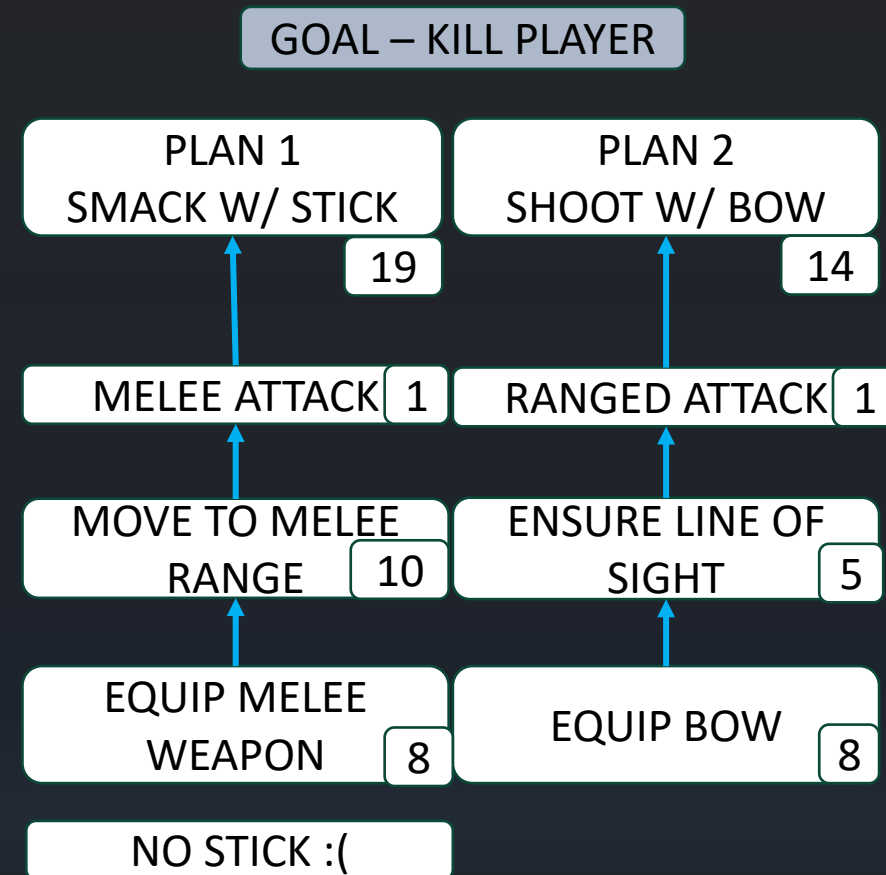 GOAL – KILL PLAYER
PLAN 1
SMACK W/ STICK
19
MELEE ATTACK
1
MOVE TO MELEE
RANGE
10
EQUIP MELEE
WEAPON
8
NO STICK :(
PLAN 2
SHOOT W/ BOW
14
RANGED ATTACK
1
ENSURE LINE OF
SIGHT
5
EQUIP BOW
8